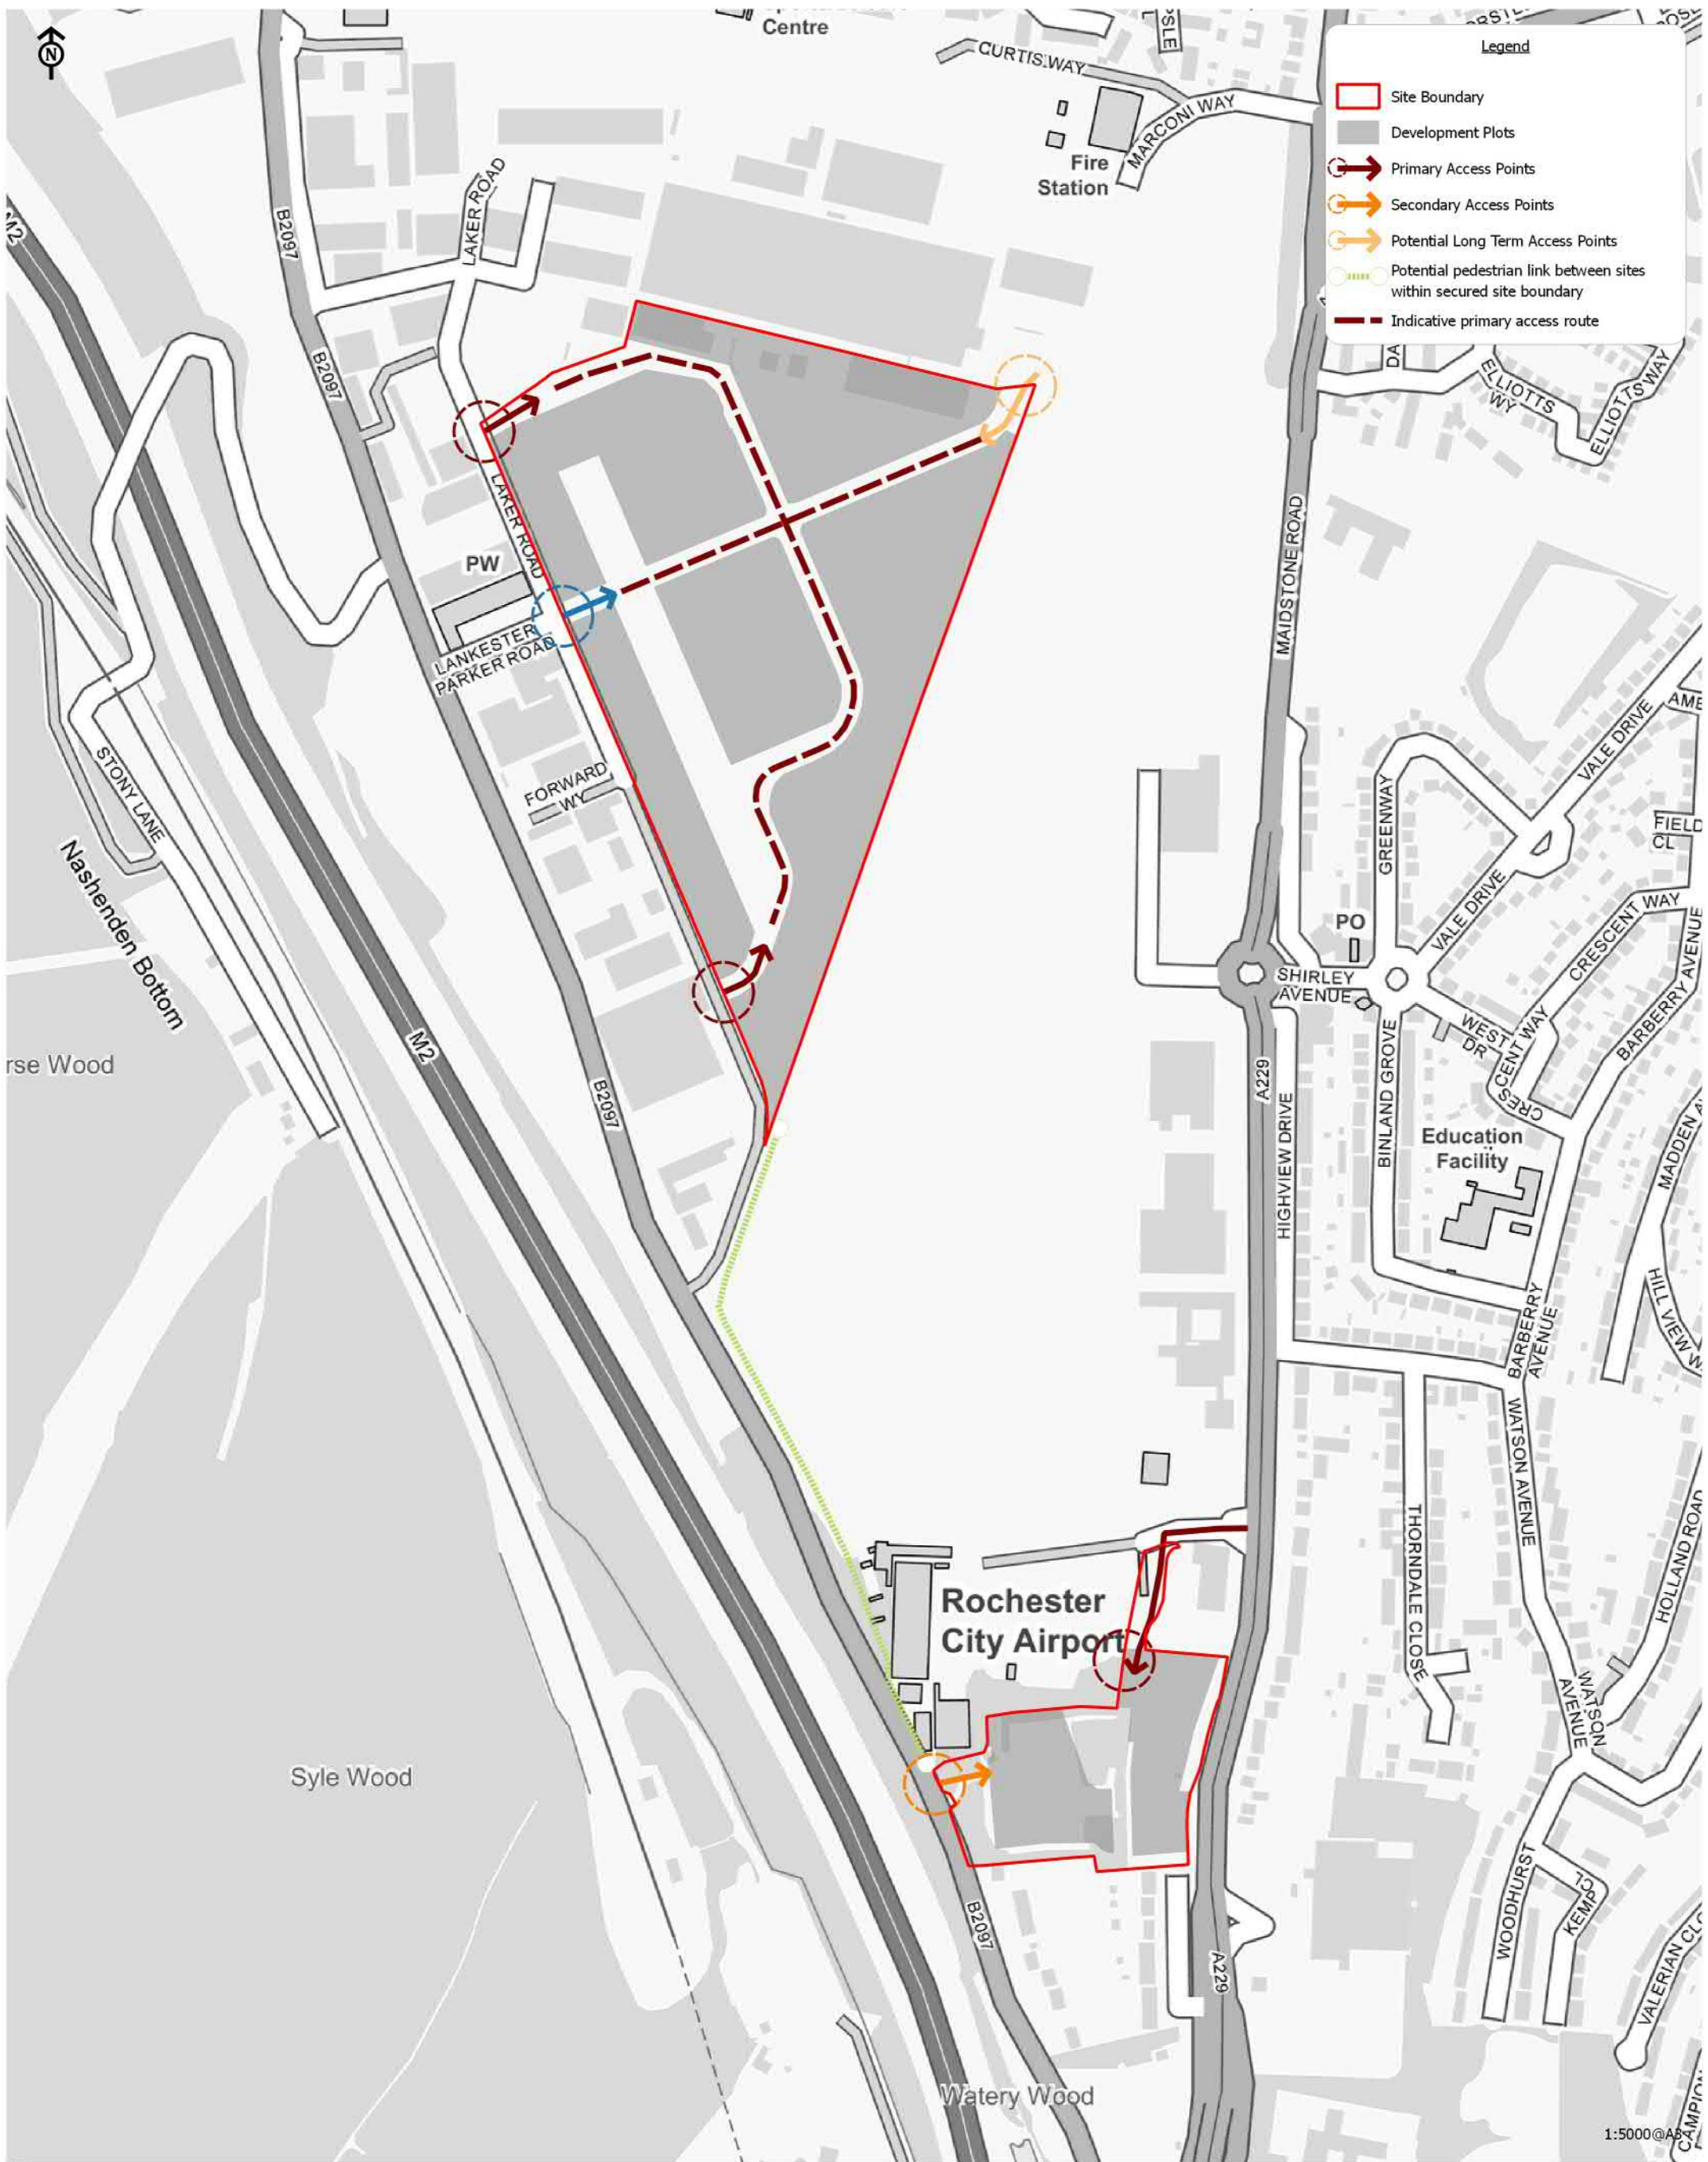 Centre
CURTIS WAY
MARCONI WAY
Fire
Station
N
Legend
Site Boundary
Development Plots
Primary Access Points
Secondary Access Points
Potential Long Term Access Points
Potential pedestrian link between sites
within secured site boundary
Indicative primary access route
M2
B2097
LAKER ROAD
B2097
DA
ELLIOTTS
WY
ELLIOTTS WAY
LAKER ROAD
PW
LANKESTER
PARKER ROAD
MAIDSTONE ROAD
STONY LANE
FORWARD
WY
VALE DRIVE
GREENWAY
FIELD
CL
Nashenden Bottom
VALE DRIVE
PO
CRESCENT WAY
SHIRLEY
AVENUE
WEST
DR
BARBERRY AVENUE
CRESCENT WAY
M2
B2097
A229
BINLAND GROVE
HIGHVIEW DRIVE
Education
Facility
MADDEN
HILL VIEW
BARBERRY
AVENUE
WATSON AVENUE
THORNDALE CLOSE
HOLLAND ROAD
Rochester
City Airport
WATSON
AVENUE
Syle Wood
B2097
A229
WOODHURST
KEMP
CL
VALERIAN
Watery Wood
1:5000@A3